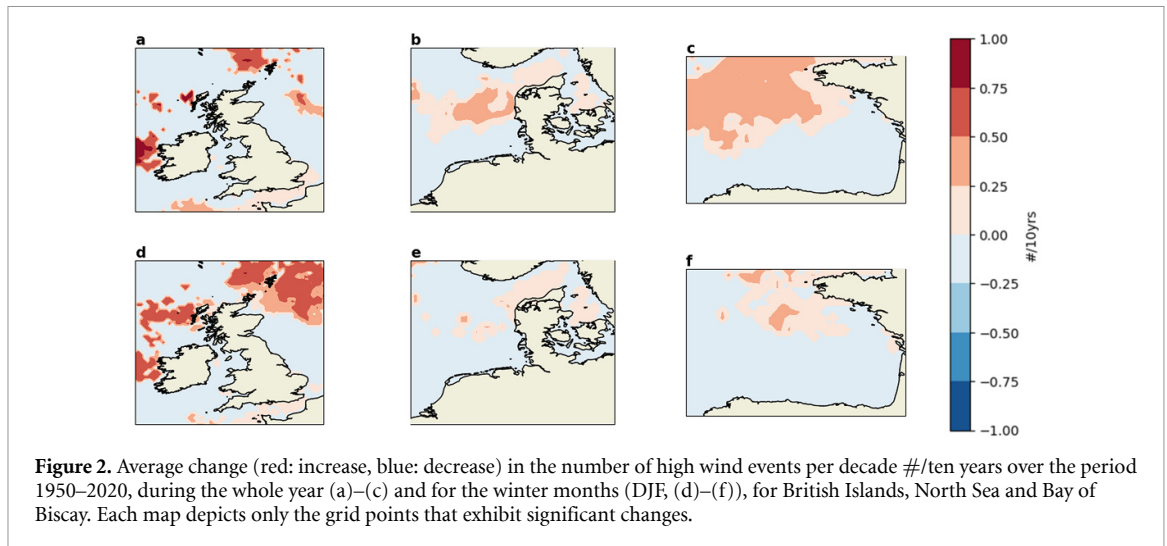 a
b
c
1.00
0.75
0.50
0.25
0.00
−0.25
−0.50
−0.75
−1.00
#/10yrs
d
e
f
Figure 2. Average change (red: increase, blue: decrease) in the number of high wind events per decade #/ten years over the period
1950–2020, during the whole year (a)–(c) and for the winter months (DJF, (d)–(f)), for British Islands, North Sea and Bay of
Biscay. Each map depicts only the grid points that exhibit significant changes.